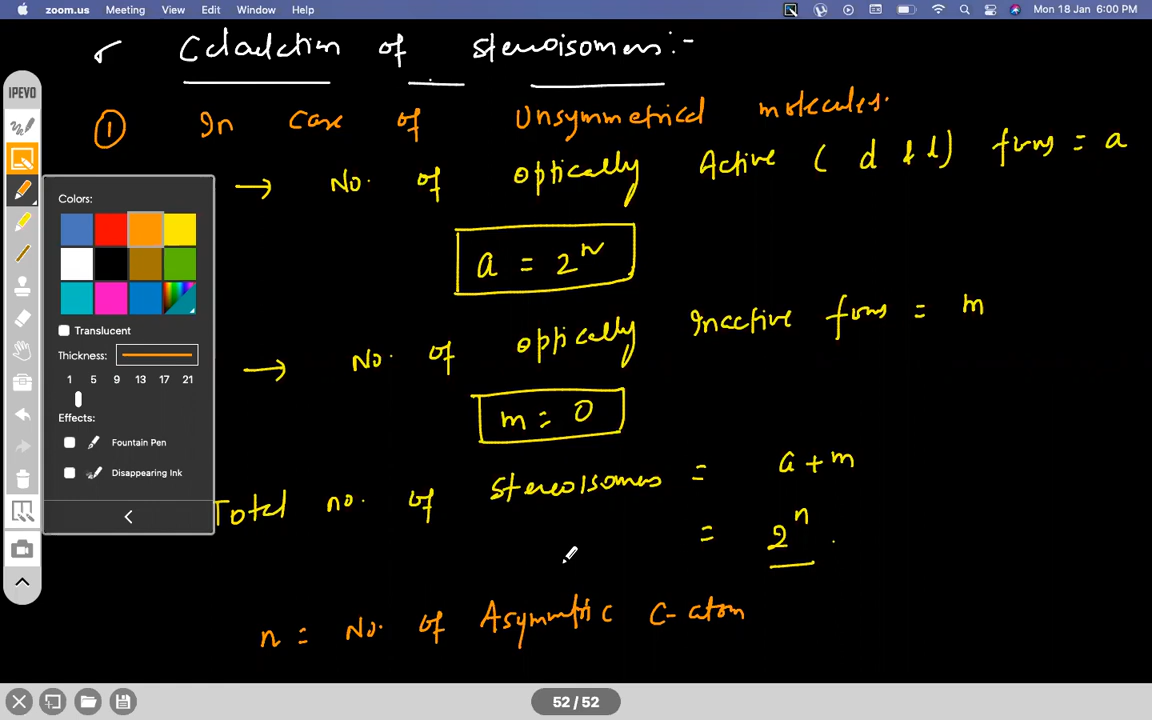 zoom.us Meeting View Edit Window Help Mon 18 Jan 6:00 PM
Calculation of stereoisomers:-
IPEVO
① In Case of Unsymmetrical molecules.
→ No. of optically Active ( d & l ) forms = a
Colors:
a = 2ⁿ
→ No. of optically Inactive forms = m
Translucent
Thickness:
1 5 9 13 17 21
m = 0
Effects:
Fountain Pen
Disappearing Ink
Total no. of stereoisomers = a + m
= 2ⁿ.
n = No. of Asymmetric C-atom
52 / 52